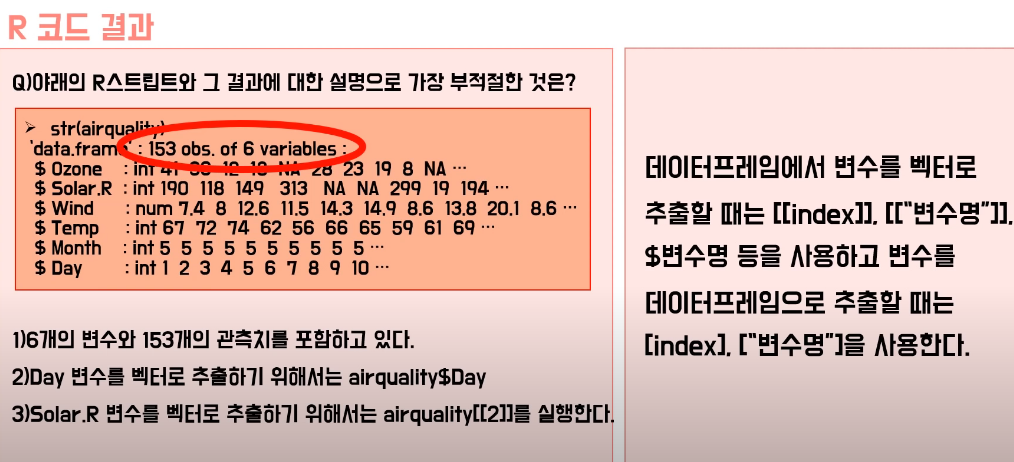 R 코드 결과
Q)아래의 R스트립트와 그 결과에 대한 설명으로 가장 부적절한 것은?
➢ str(airquality)
'data.frame' : 153 obs. of 6 variables :
$ Ozone : int 41 36 12 18 NA 28 23 19 8 NA ···
$ Solar.R : int 190 118 149 313 NA NA 299 19 194 ···
$ Wind : num 7.4 8 12.6 11.5 14.3 14.9 8.6 13.8 20.1 8.6 ···
$ Temp : int 67 72 74 62 56 66 65 59 61 69 ···
$ Month : int 5 5 5 5 5 5 5 5 5 5 ···
$ Day : int 1 2 3 4 5 6 7 8 9 10 ···
1)6개의 변수와 153개의 관측치를 포함하고 있다.
2)Day 변수를 벡터로 추출하기 위해서는 airquality$Day
3)Solar.R 변수를 벡터로 추출하기 위해서는 airquality[[2]]를 실행한다.
데이터프레임에서 변수를 벡터로
추출할 때는 [[index]], [["변수명"]],
$변수명 등을 사용하고 변수를
데이터프레임으로 추출할 때는
[index], ["변수명"]을 사용한다.